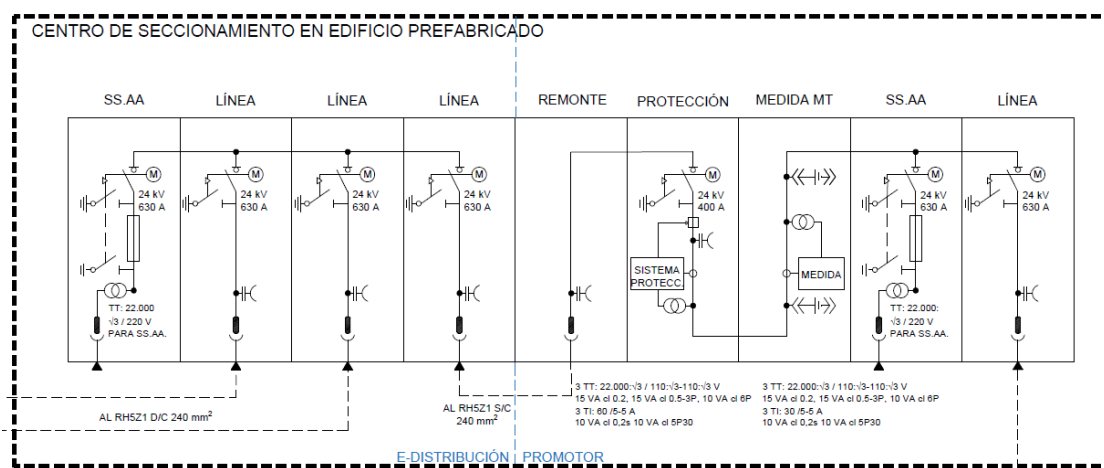 CENTRO DE SECCIONAMIENTO EN EDIFICIO PREFABRICADO
SS.AA
LÍNEA
LÍNEA
LÍNEA
REMONTE
PROTECCIÓN
MEDIDA MT
SS.AA
LÍNEA
M
24 kV
630 A
M
24 kV
630 A
M
24 kV
630 A
M
24 kV
630 A
M
24 kV
400 A
M
24 kV
630 A
M
24 kV
630 A
SISTEMA
PROTECC.
MEDIDA
TT: 22.000
√3 / 220 V
PARA SS.AA.
TT: 22.000:
√3 / 220 V
PARA SS.AA.
AL RH5Z1 D/C 240 mm²
AL RH5Z1 S/C
240 mm²
3 TT: 22.000:√3 / 110:√3-110:√3 V
15 VA cl 0.2, 15 VA cl 0.5-3P, 10 VA cl 6P
3 TI: 60 /5-5 A
10 VA cl 0,2s 10 VA cl 5P30
3 TT: 22.000:√3 / 110:√3-110:√3 V
15 VA cl 0.2, 15 VA cl 0.5-3P, 10 VA cl 6P
3 TI: 30 /5-5 A
10 VA cl 0,2s 10 VA cl 5P30
E-DISTRIBUCIÓN
PROMOTOR